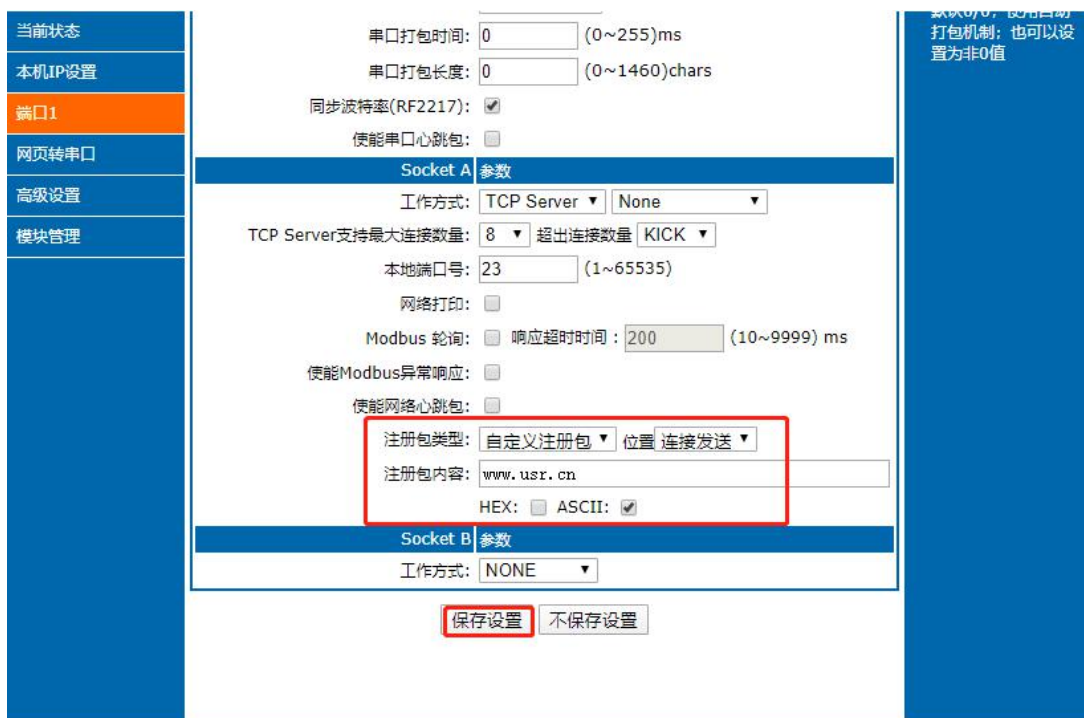 当前状态
本机IP设置
端口1
网页转串口
高级设置
模块管理
串口打包时间: 0 (0~255)ms
串口打包长度: 0 (0~1460)chars
同步波特率(RF2217):
使能串口心跳包:
Socket A 参数
工作方式: TCP Server None
TCP Server支持最大连接数量: 8 超出连接数量 KICK
本地端口号: 23 (1~65535)
网络打印:
Modbus 轮询: 响应超时时间: 200 (10~9999) ms
使能Modbus异常响应:
使能网络心跳包:
注册包类型: 自定义注册包 位置 连接发送
注册包内容: www.usr.cn
HEX: ASCII:
Socket B 参数
工作方式: NONE
保存设置 不保存设置
默认0/0; 使用自动
打包机制; 也可以设
置为非0值